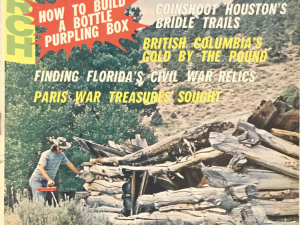 RCH
HOW TO BUILD
A BOTTLE
PURPLING BOX
COINSHOOT HOUSTON'S
BRIDLE TRAILS
BRITISH COLUMBIA'S
GOLD BY THE POUND
FINDING FLORIDA'S CIVIL WAR RELICS
PARIS WAR TREASURES SOUGHT